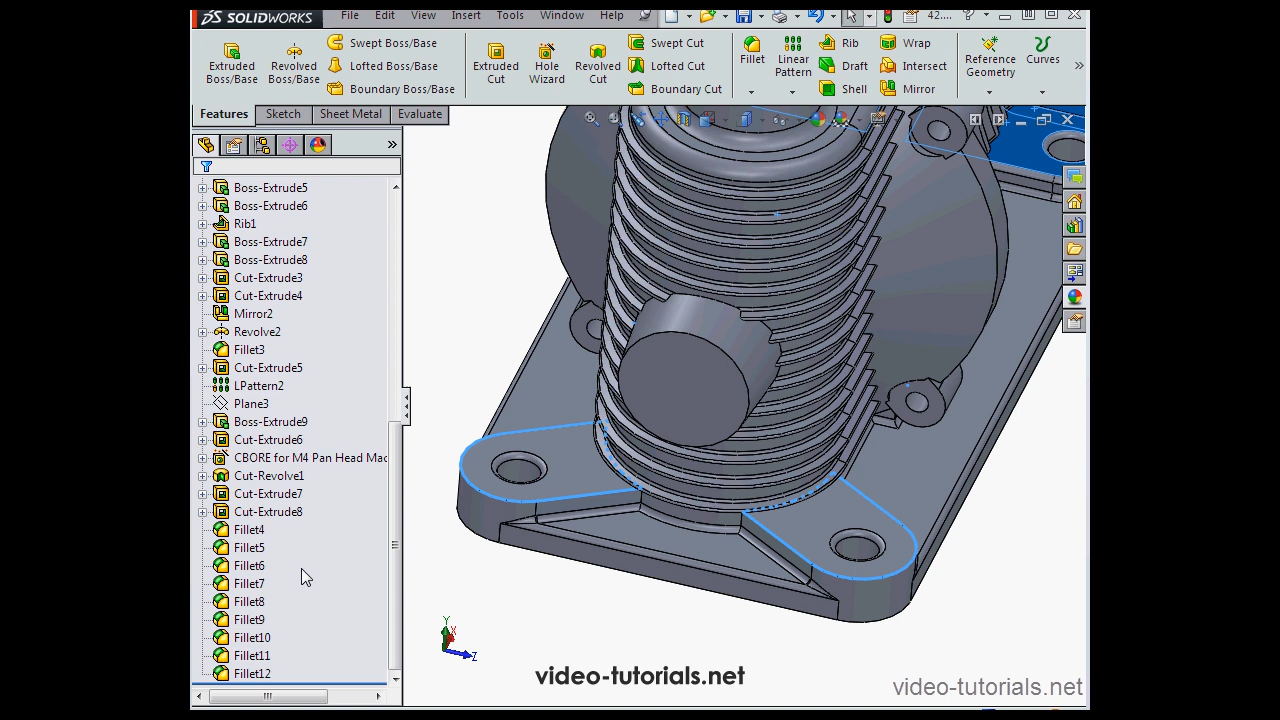 SOLIDWORKS File Edit View Insert Tools Window Help 42... ?
Extruded Boss/Base
Revolved Boss/Base
Swept Boss/Base
Lofted Boss/Base
Boundary Boss/Base
Extruded Cut
Hole Wizard
Revolved Cut
Swept Cut
Lofted Cut
Boundary Cut
Fillet
Linear Pattern
Rib
Draft
Shell
Wrap
Intersect
Mirror
Reference Geometry
Curves
Features Sketch Sheet Metal Evaluate
Boss-Extrude5
Boss-Extrude6
Rib1
Boss-Extrude7
Boss-Extrude8
Cut-Extrude3
Cut-Extrude4
Mirror2
Revolve2
Fillet3
Cut-Extrude5
LPattern2
Plane3
Boss-Extrude9
Cut-Extrude6
CBORE for M4 Pan Head Mac
Cut-Revolve1
Cut-Extrude7
Cut-Extrude8
Fillet4
Fillet5
Fillet6
Fillet7
Fillet8
Fillet9
Fillet10
Fillet11
Fillet12
Y
X
Z
video-tutorials.net
video-tutorials.net